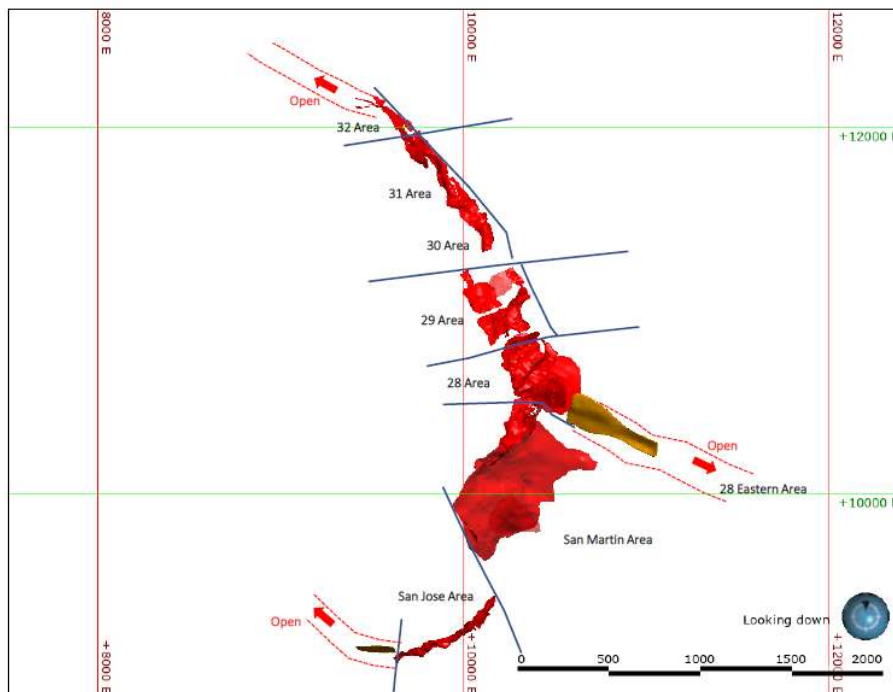 8000 E
10000 E
12000 E
Open
32 Area
+12000
31 Area
30 Area
29 Area
28 Area
Open
28 Eastern Area
+10000
San Martin Area
San Jose Area
Open
Looking down
+8000
+10000
+12000
0 500 1000 1500 2000